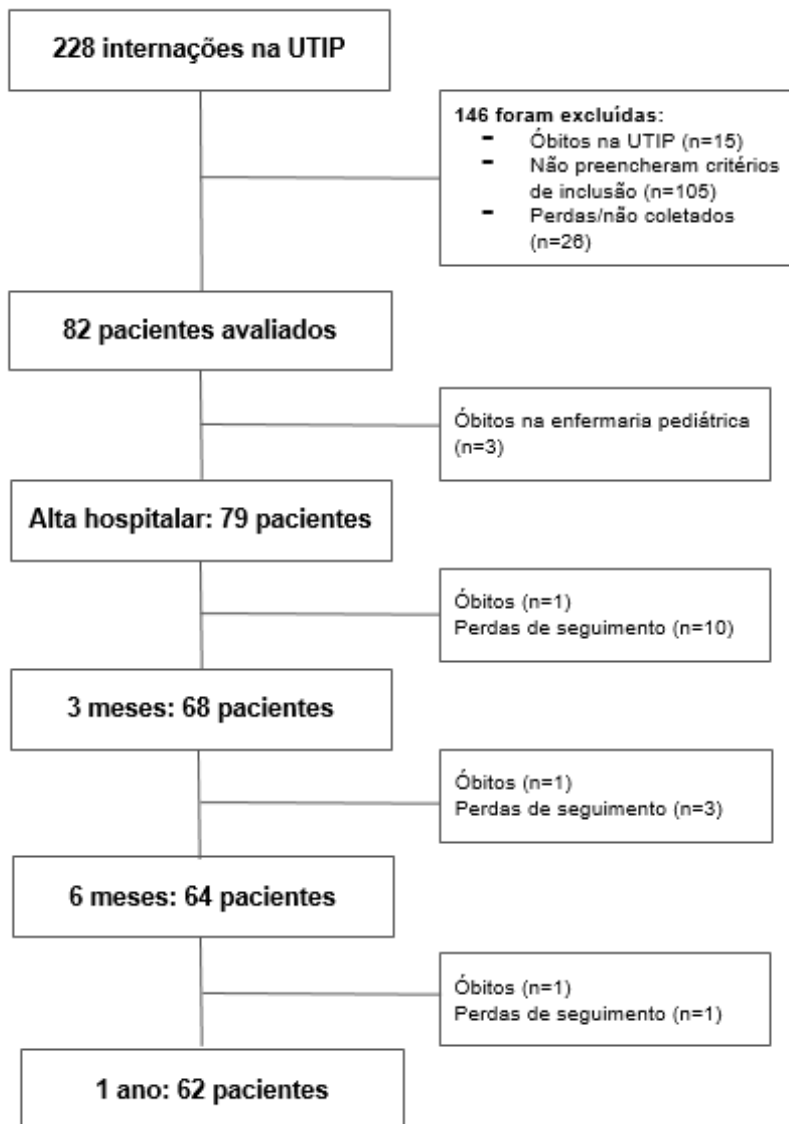 228 internações na UTIP
146 foram excluídas:
- Óbitos na UTIP (n=15)
- Não preencheram critérios
de inclusão (n=105)
- Perdas/não coletados
(n=26)
82 pacientes avaliados
Óbitos na enfermaria pediátrica
(n=3)
Alta hospitalar: 79 pacientes
Óbitos (n=1)
Perdas de seguimento (n=10)
3 meses: 68 pacientes
Óbitos (n=1)
Perdas de seguimento (n=3)
6 meses: 64 pacientes
Óbitos (n=1)
Perdas de seguimento (n=1)
1 ano: 62 pacientes